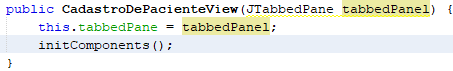 public CadastroDePacienteView(JTabbedPane tabbedPanel) {
this.tabbedPane = tabbedPanel;
initComponents();
}